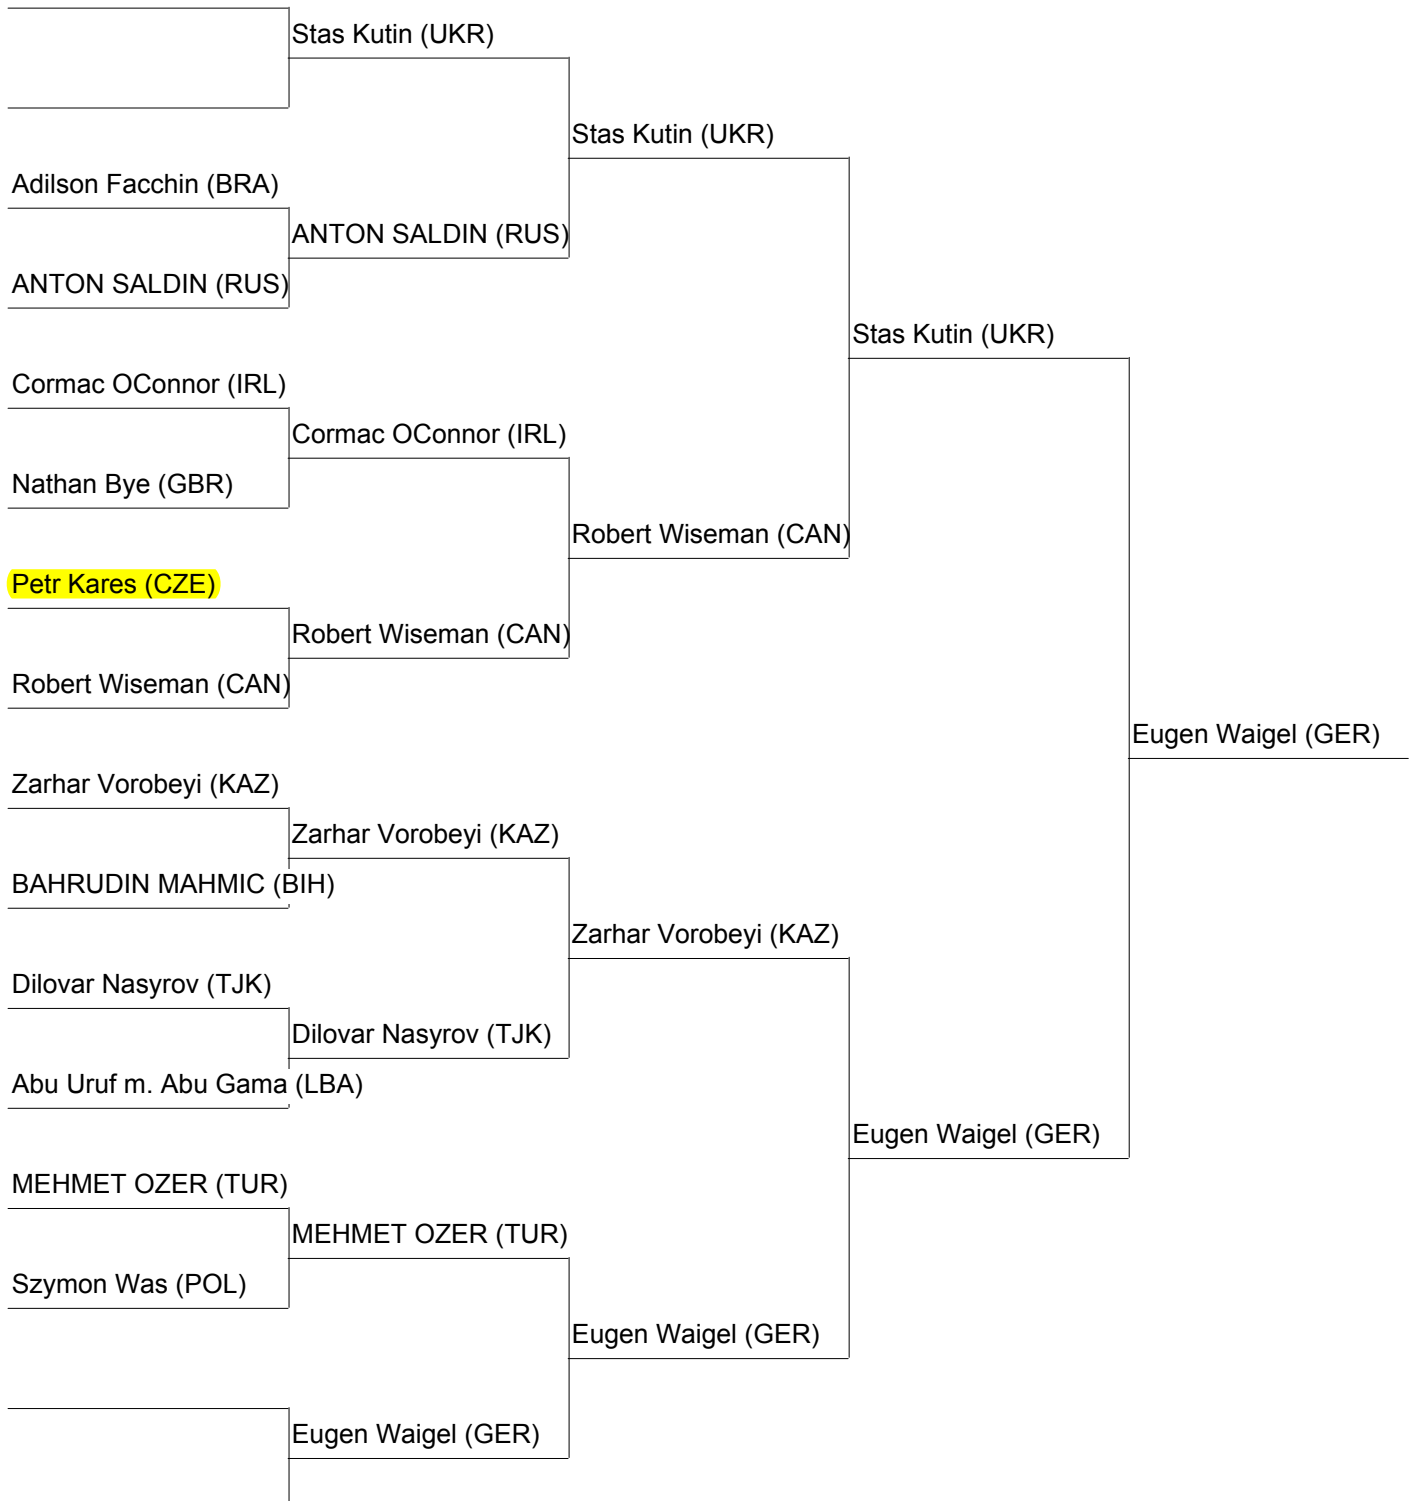 Stas Kutin (UKR)
Stas Kutin (UKR)
Adilson Facchin (BRA)
ANTON SALDIN (RUS)
ANTON SALDIN (RUS)
Stas Kutin (UKR)
Cormac OConnor (IRL)
Cormac OConnor (IRL)
Nathan Bye (GBR)
Robert Wiseman (CAN)
Petr Kares (CZE)
Robert Wiseman (CAN)
Robert Wiseman (CAN)
Eugen Waigel (GER)
Zarhar Vorobeyi (KAZ)
Zarhar Vorobeyi (KAZ)
BAHRUDIN MAHMIC (BIH)
Zarhar Vorobeyi (KAZ)
Dilovar Nasyrov (TJK)
Dilovar Nasyrov (TJK)
Abu Uruf m. Abu Gama (LBA)
Eugen Waigel (GER)
MEHMET OZER (TUR)
MEHMET OZER (TUR)
Szymon Was (POL)
Eugen Waigel (GER)
Eugen Waigel (GER)